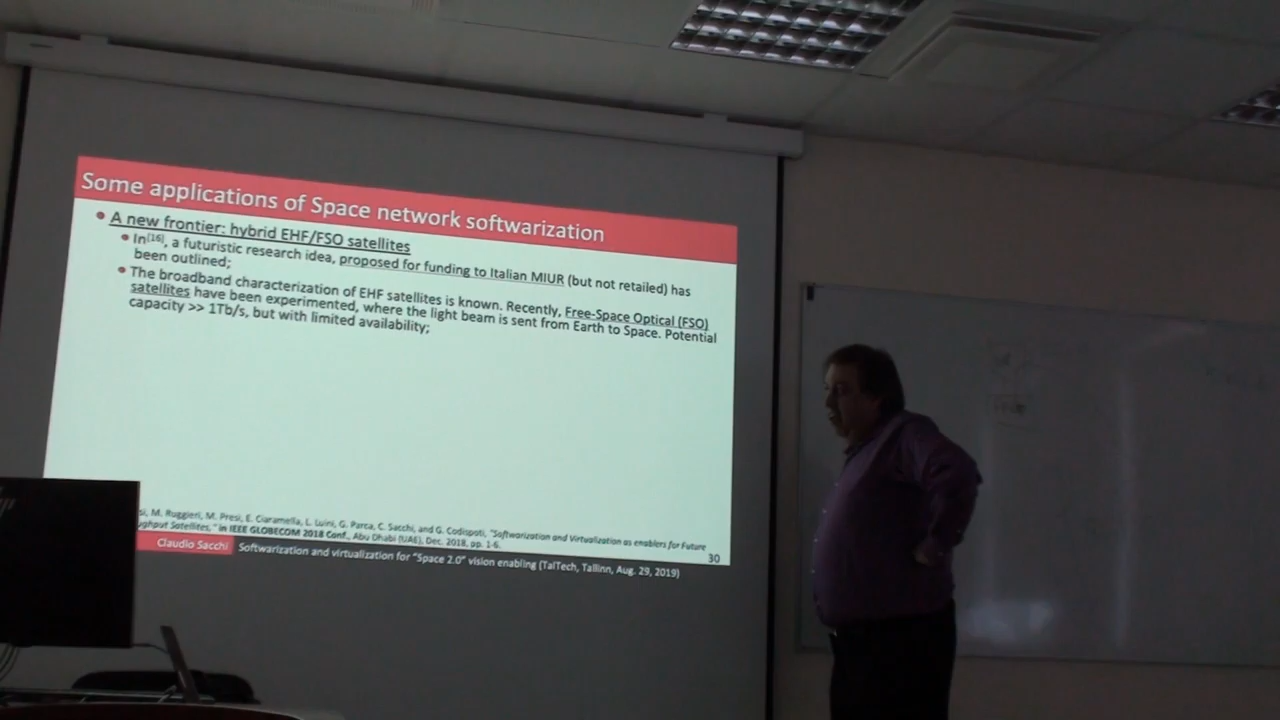 Some applications of Space network softwarization
A new frontier: hybrid EHF/FSO satellites
In[16], a futuristic research idea, proposed for funding to Italian MIUR (but not retailed) has
been outlined;
The broadband characterization of EHF satellites is known. Recently, Free-Space Optical (FSO)
satellites have been experimented, where the light beam is sent from Earth to Space. Potential
capacity >> 1Tb/s, but with limited availability;
M. Ruggieri, M. Presi, E. Ciaramella, L. Luini, G. Parca, C. Sacchi, and G. Codispoti, "Softwarization and Virtualization as enablers for Future
Satellites," in IEEE GLOBECOM 2018 Conf., Abu Dhabi (UAE), Dec. 2018, pp. 1-6.
30
Claudio Sacchi Softwarization and virtualization for "Space 2.0" vision enabling (TalTech, Tallinn, Aug. 29, 2019)